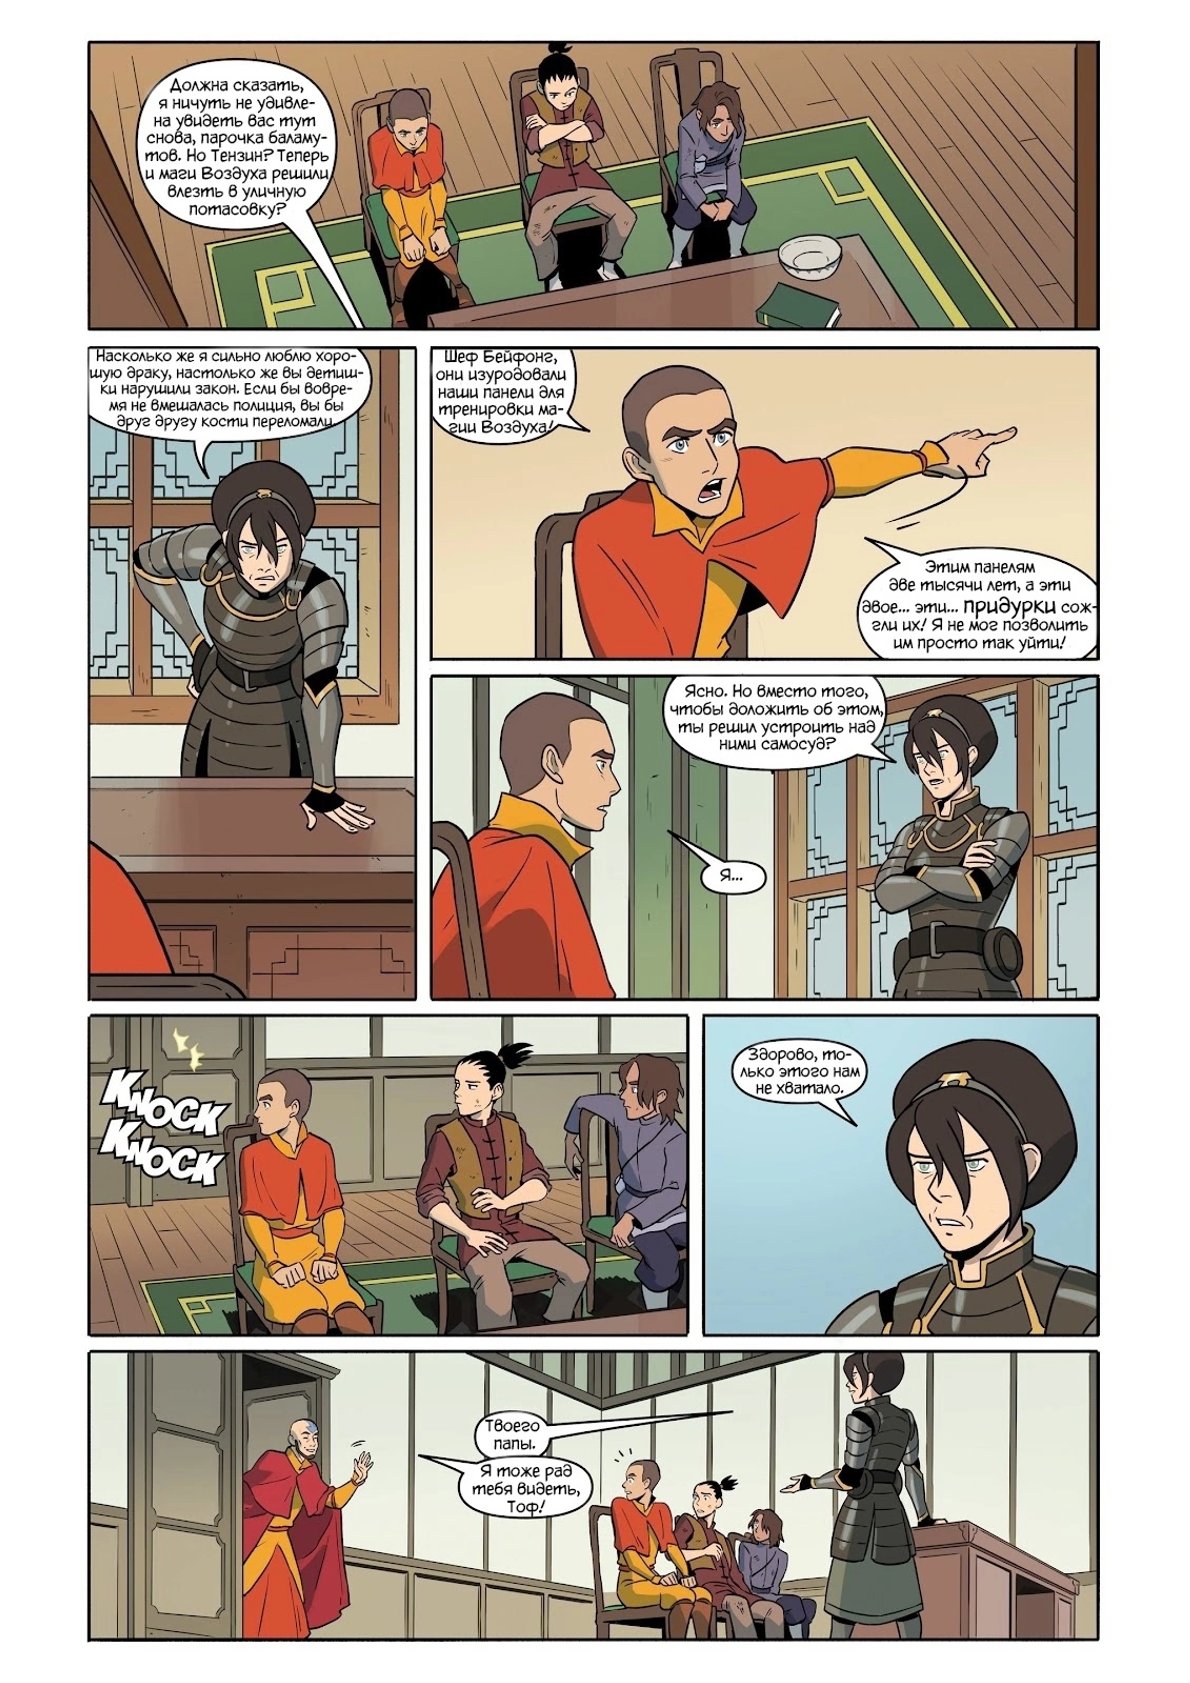 Должна сказать,
я ничуть не удивле-
на увидеть вас тут
снова, парочка баламу-
тов. Но Тензин? Теперь
и маги Воздуха решили
влезть в уличную
потасовку?
Насколько же я сильно люблю хоро-
шую драку, настолько же вы детиш-
ки нарушили закон. Если бы вовре-
мя не вмешалась полиция, вы бы
друг другу кости переломали.
Шеф Бейфонг,
они изуродовали
наши панели для
тренировки ма-
гии Воздуха!
Этим панелям
две тысячи лет, а эти
двое... эти... придурки сож-
гли их! Я не мог позволить
им просто так уйти!
Ясно. Но вместо того,
чтобы доложить об этом,
ты решил устроить над
ними самосуд?
Я...
Knock
Knock
Здорово, то-
лько этого нам
не хватало.
Твоего
папы.
Я тоже рад
тебя видеть,
Тоф!